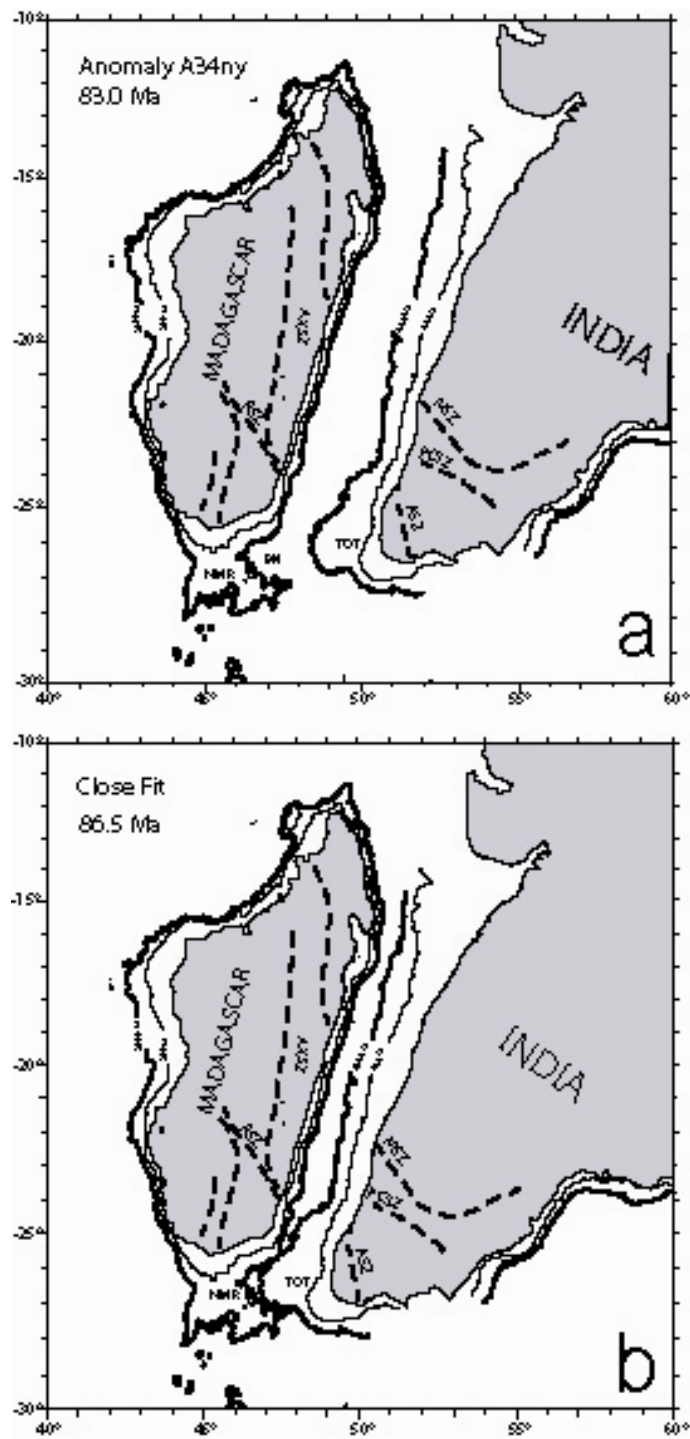 -10°
Anomaly A34ny
83.0 Ma
-15°
MADAGASCAR
AXSZ
-20°
INDIA
-25°
TOT
NMR
a
-30°
40°
45°
50°
55°
60°
-10°
Close Fit
86.5 Ma
-15°
MADAGASCAR
AXSZ
-20°
INDIA
-25°
TOT
NMR
b
-30°
40°
45°
50°
55°
60°